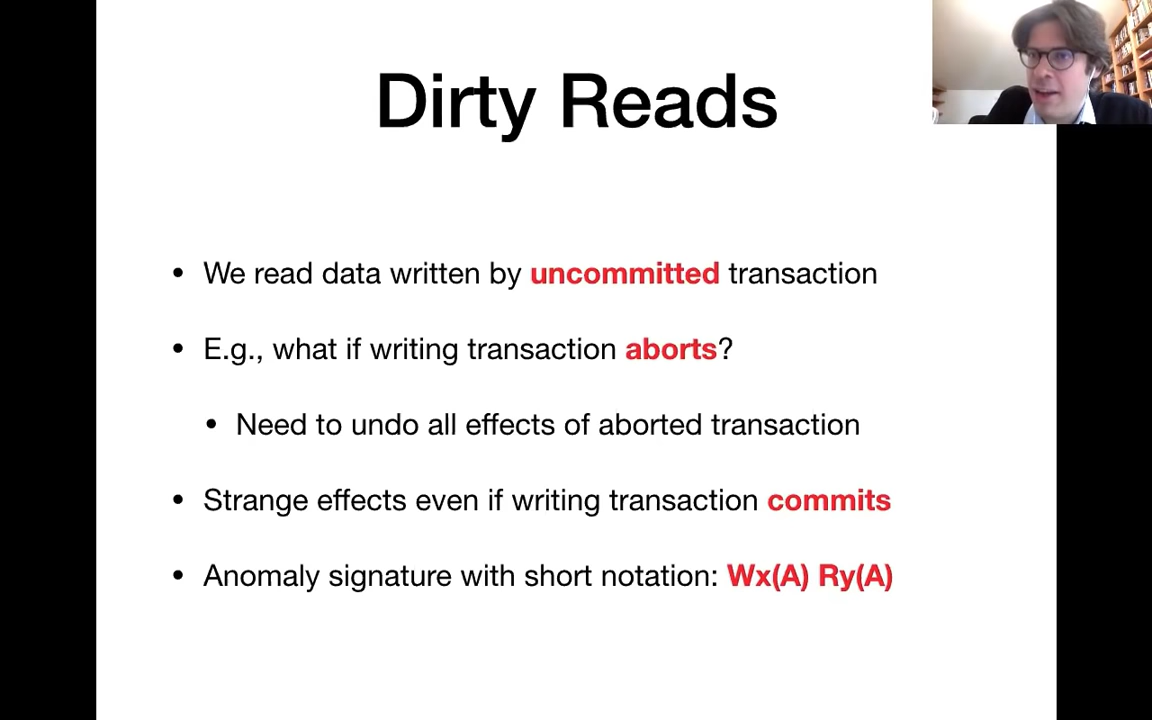 Dirty Reads
• We read data written by uncommitted transaction
• E.g., what if writing transaction aborts?
• Need to undo all effects of aborted transaction
• Strange effects even if writing transaction commits
• Anomaly signature with short notation: Wx(A) Ry(A)